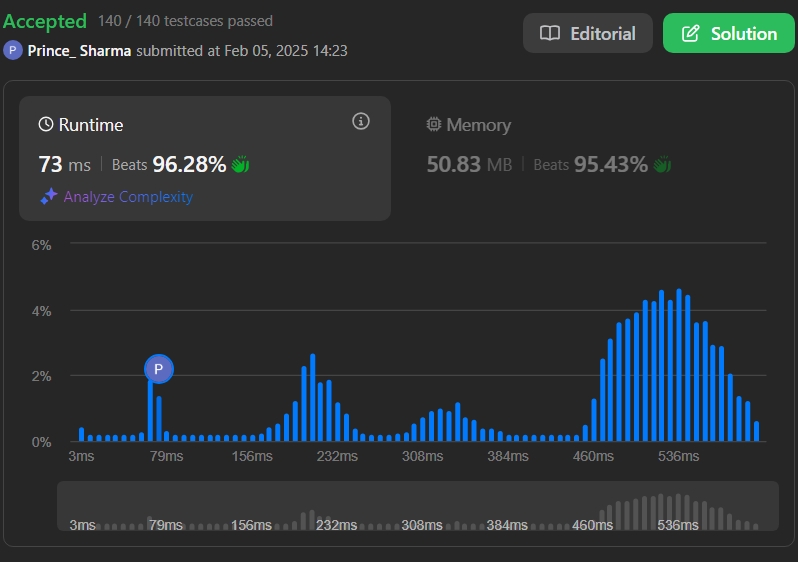 Accepted 140 / 140 testcases passed
Editorial
Solution
P Prince_ Sharma submitted at Feb 05, 2025 14:23
Runtime
Memory
73 ms | Beats 96.28%
50.83 MB | Beats 95.43%
Analyze Complexity
6%
4%
P
2%
0%
3ms 79ms 156ms 232ms 308ms 384ms 460ms 536ms
3ms 79ms 156ms 232ms 308ms 384ms 460ms 536ms